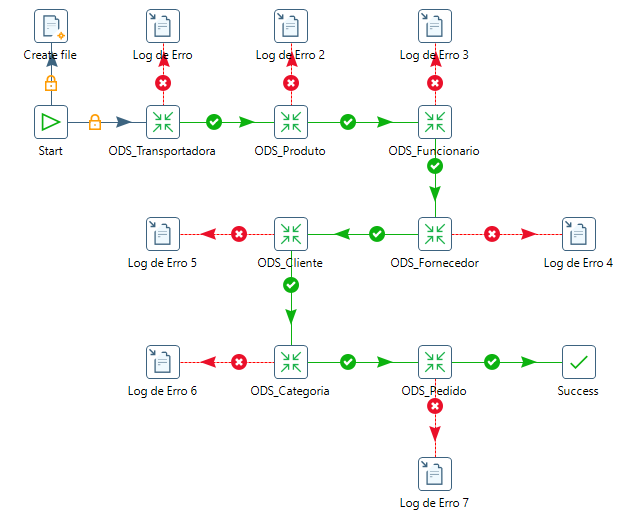 Create file
Log de Erro
Log de Erro 2
Log de Erro 3
Start
ODS_Transportadora
ODS_Produto
ODS_Funcionario
Log de Erro 5
ODS_Cliente
ODS_Fornecedor
Log de Erro 4
Log de Erro 6
ODS_Categoria
ODS_Pedido
Success
Log de Erro 7